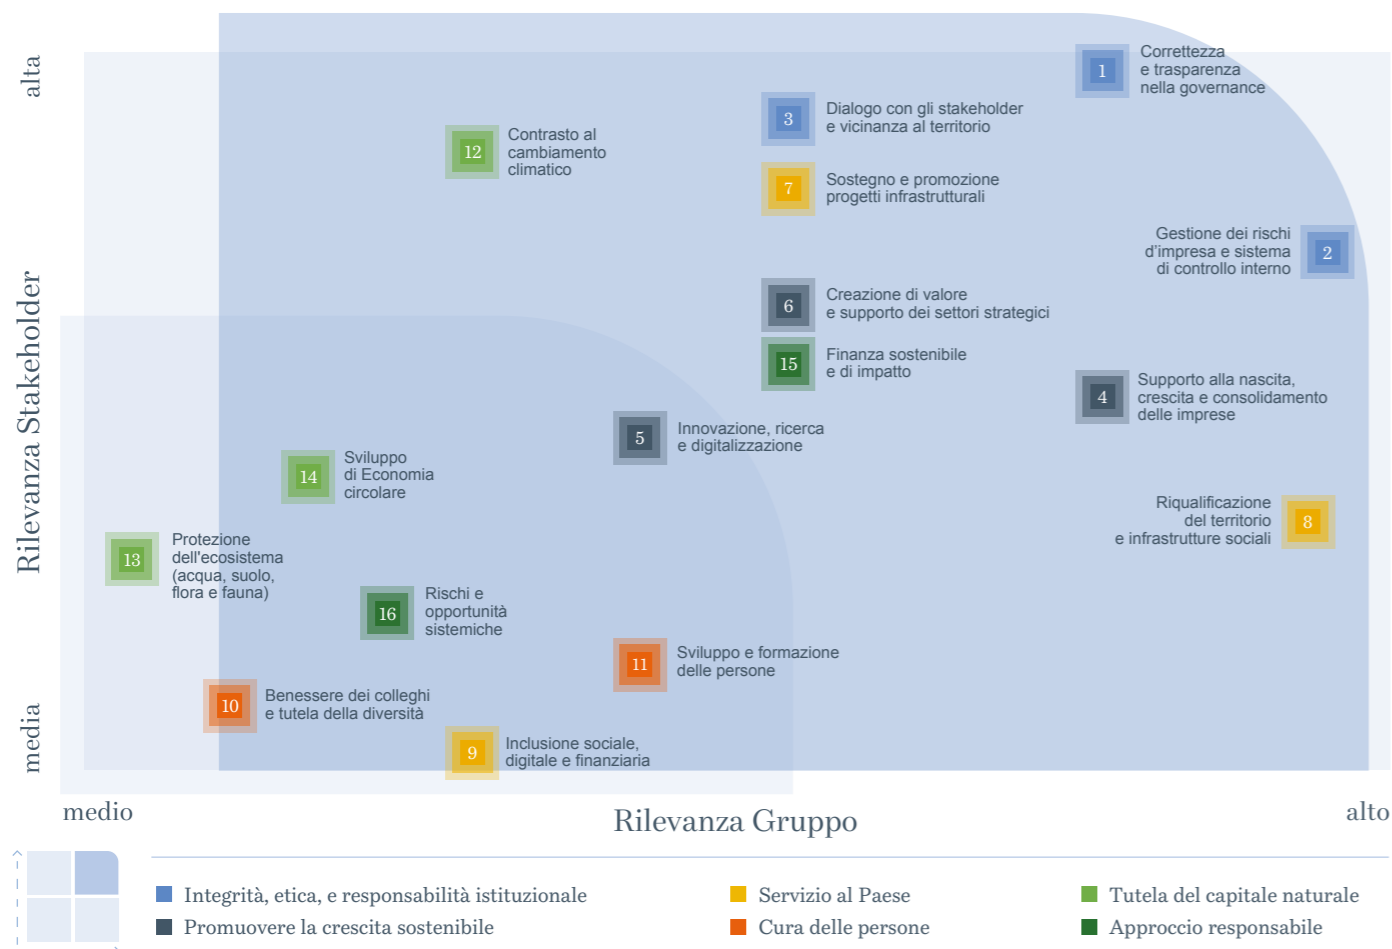 alta
Rilevanza Stakeholder
media
1
Correttezza
e trasparenza
nella governance
3
Dialogo con gli stakeholder
e vicinanza al territorio
12
Contrasto al
cambiamento
climatico
7
Sostegno e promozione
progetti infrastrutturali
Gestione dei rischi
d'impresa e sistema
di controllo interno
2
6
Creazione di valore
e supporto dei settori strategici
15
Finanza sostenibile
e di impatto
4
Supporto alla nascita,
crescita e consolidamento
delle imprese
5
Innovazione, ricerca
e digitalizzazione
14
Sviluppo
di Economia
circolare
Riqualificazione
del territorio
e infrastrutture sociali
8
13
Protezione
dell'ecosistema
(acqua, suolo,
flora e fauna)
16
Rischi e
opportunità
sistemiche
11
Sviluppo e formazione
delle persone
10
Benessere dei colleghi
e tutela della diversità
9
Inclusione sociale,
digitale e finanziaria
medio
Rilevanza Gruppo
alto
Integrità, etica, e responsabilità istituzionale
Servizio al Paese
Tutela del capitale naturale
Promuovere la crescita sostenibile
Cura delle persone
Approccio responsabile